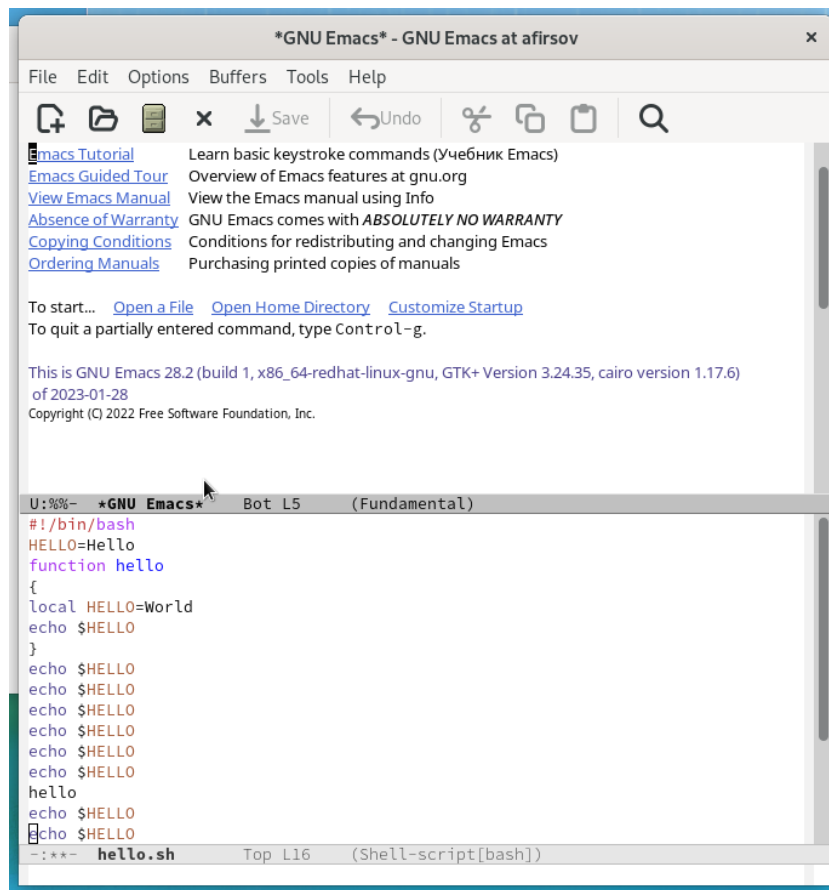 *GNU Emacs* - GNU Emacs at afirsov ×
File Edit Options Buffers Tools Help
Save Undo
Emacs Tutorial Learn basic keystroke commands (Учебник Emacs)
Emacs Guided Tour Overview of Emacs features at gnu.org
View Emacs Manual View the Emacs manual using Info
Absence of Warranty GNU Emacs comes with ABSOLUTELY NO WARRANTY
Copying Conditions Conditions for redistributing and changing Emacs
Ordering Manuals Purchasing printed copies of manuals
To start... Open a File Open Home Directory Customize Startup
To quit a partially entered command, type Control-g.
This is GNU Emacs 28.2 (build 1, x86_64-redhat-linux-gnu, GTK+ Version 3.24.35, cairo version 1.17.6)
of 2023-01-28
Copyright (C) 2022 Free Software Foundation, Inc.
U:%%- *GNU Emacs* Bot L5 (Fundamental)
#!/bin/bash
HELLO=Hello
function hello
{
local HELLO=World
echo $HELLO
}
echo $HELLO
echo $HELLO
echo $HELLO
echo $HELLO
echo $HELLO
echo $HELLO
hello
echo $HELLO
echo $HELLO
-:**- hello.sh Top L16 (Shell-script[bash])